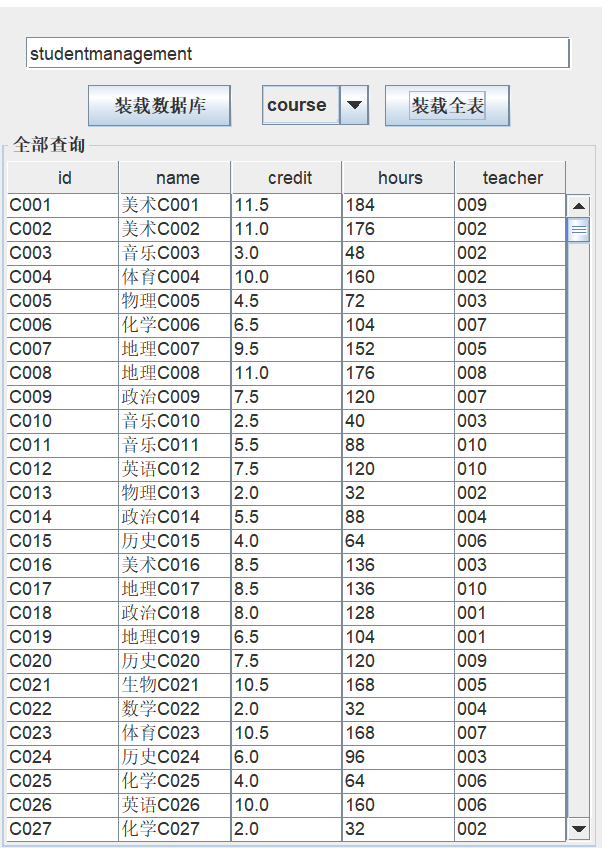 studentmanagement
装载数据库 course 装载全表
全部查询
id name credit hours teacher
C001 美术C001 11.5 184 009
C002 美术C002 11.0 176 002
C003 音乐C003 3.0 48 002
C004 体育C004 10.0 160 002
C005 物理C005 4.5 72 003
C006 化学C006 6.5 104 007
C007 地理C007 9.5 152 005
C008 地理C008 11.0 176 008
C009 政治C009 7.5 120 007
C010 音乐C010 2.5 40 003
C011 音乐C011 5.5 88 010
C012 英语C012 7.5 120 010
C013 物理C013 2.0 32 002
C014 政治C014 5.5 88 004
C015 历史C015 4.0 64 006
C016 美术C016 8.5 136 003
C017 地理C017 8.5 136 010
C018 政治C018 8.0 128 001
C019 地理C019 6.5 104 001
C020 历史C020 7.5 120 009
C021 生物C021 10.5 168 005
C022 数学C022 2.0 32 004
C023 体育C023 10.5 168 007
C024 历史C024 6.0 96 003
C025 化学C025 4.0 64 006
C026 英语C026 10.0 160 006
C027 化学C027 2.0 32 002